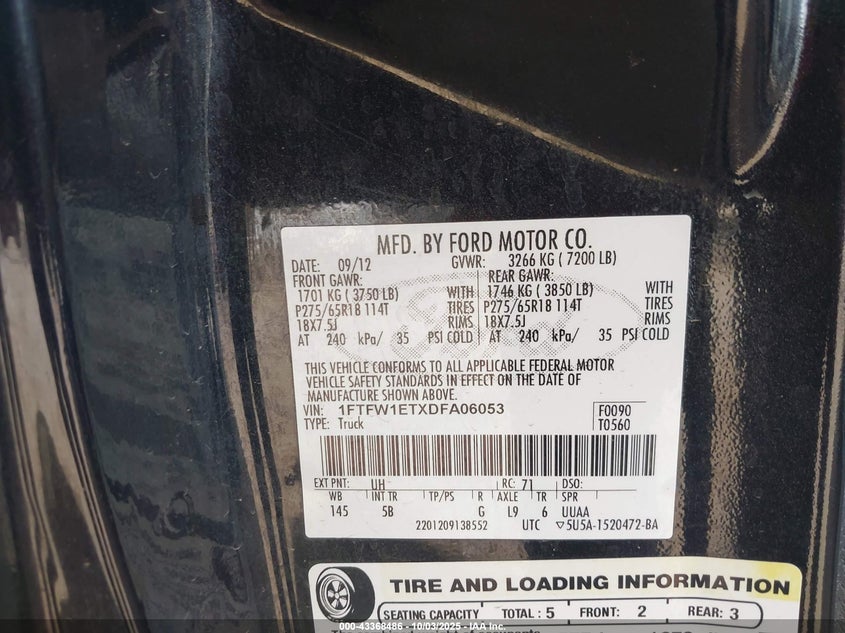 MFD. BY FORD MOTOR CO.
DATE: 09/12 GVWR: 3266 KG ( 7200 LB)
FRONT GAWR: REAR GAWR:
1701 KG ( 3750 LB) WITH 1746 KG ( 3850 LB) WITH
P275/65R18 114T TIRES P275/65R18 114T TIRES
18X7.5J RIMS 18X7.5J RIMS
AT 240 kPa/ 35 PSI COLD AT 240 kPa/ 35 PSI COLD
THIS VEHICLE CONFORMS TO ALL APPLICABLE FEDERAL MOTOR
VEHICLE SAFETY STANDARDS IN EFFECT ON THE DATE OF
MANUFACTURE SHOWN ABOVE.
VIN: 1FTFW1ETXDFA06053 F0090
TYPE: Truck T0560
EXT PNT: UH RC: 71 DSO:
WB INT TR TP/PS R AXLE TR SPR
145 5B G L9 6 UUAA
2201209138552 UTC ▽5U5A-1520472-BA
TIRE AND LOADING INFORMATION
SEATING CAPACITY TOTAL : 5 FRONT: 2 REAR: 3
000-43368486 - 10/03/2025 - IAA Inc.